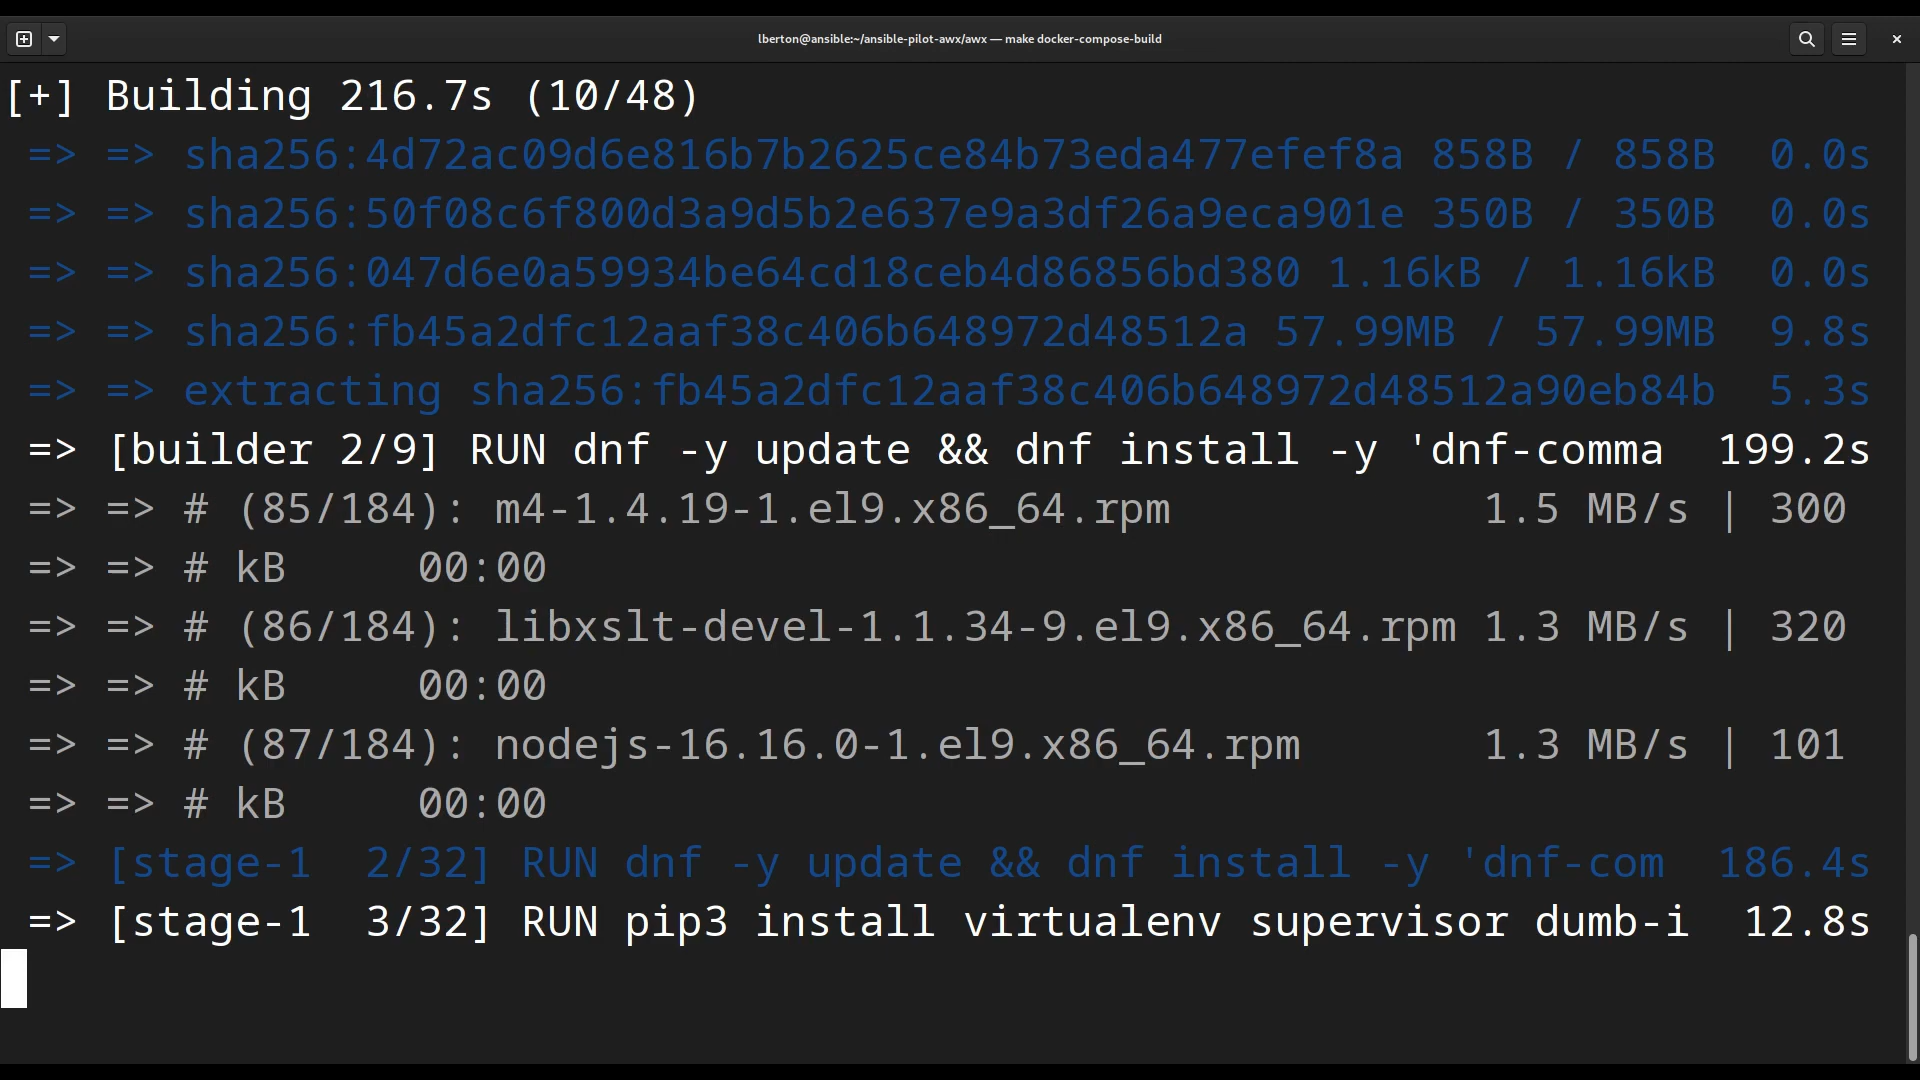 lberton@ansible:~/ansible-pilot-awx/awx — make docker-compose-build
[+] Building 216.7s (10/48)
=> => sha256:4d72ac09d6e816b7b2625ce84b73eda477efef8a 858B / 858B 0.0s
=> => sha256:50f08c6f800d3a9d5b2e637e9a3df26a9eca901e 350B / 350B 0.0s
=> => sha256:047d6e0a59934be64cd18ceb4d86856bd380 1.16kB / 1.16kB 0.0s
=> => sha256:fb45a2dfc12aaf38c406b648972d48512a 57.99MB / 57.99MB 9.8s
=> => extracting sha256:fb45a2dfc12aaf38c406b648972d48512a90eb84b 5.3s
=> [builder 2/9] RUN dnf -y update && dnf install -y 'dnf-comma 199.2s
=> => # (85/184): m4-1.4.19-1.el9.x86_64.rpm 1.5 MB/s | 300
=> => # kB 00:00
=> => # (86/184): libxslt-devel-1.1.34-9.el9.x86_64.rpm 1.3 MB/s | 320
=> => # kB 00:00
=> => # (87/184): nodejs-16.16.0-1.el9.x86_64.rpm 1.3 MB/s | 101
=> => # kB 00:00
=> [stage-1 2/32] RUN dnf -y update && dnf install -y 'dnf-com 186.4s
=> [stage-1 3/32] RUN pip3 install virtualenv supervisor dumb-i 12.8s